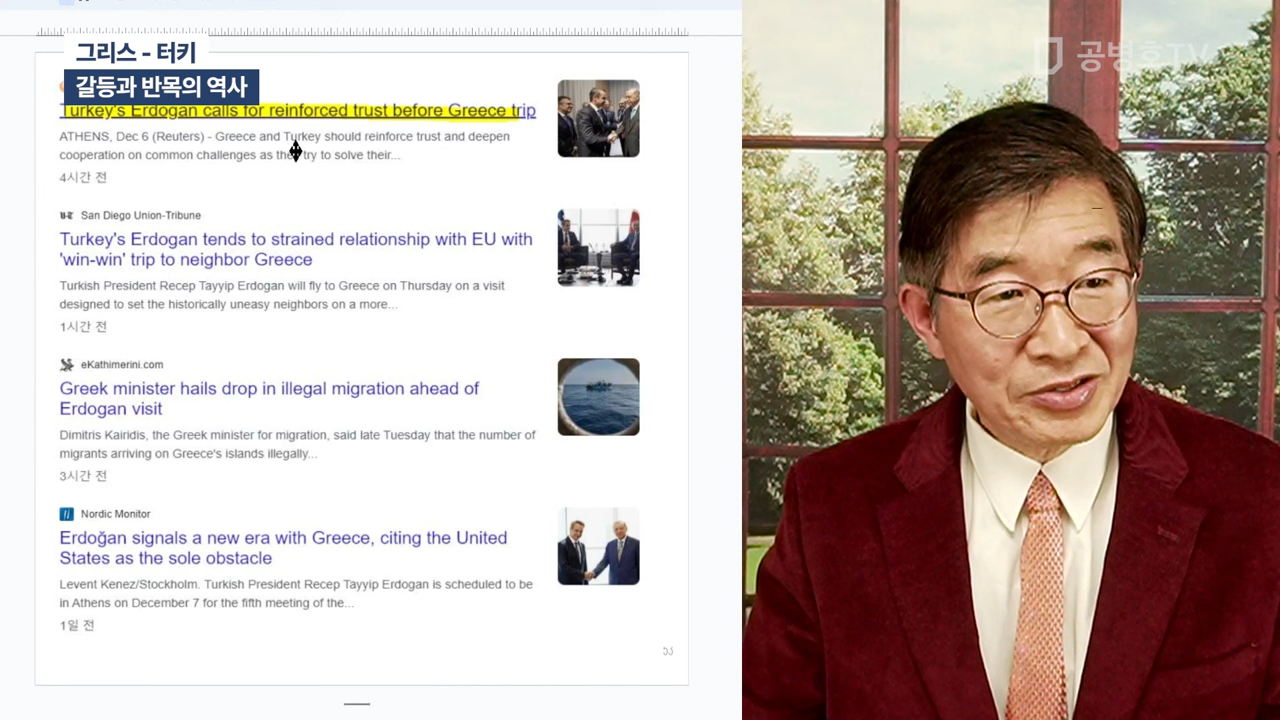 그리스 - 터키
갈등과 반목의 역사
공병호TV
Turkey's Erdogan calls for reinforced trust before Greece trip
ATHENS, Dec 6 (Reuters) - Greece and Turkey should reinforce trust and deepen
cooperation on common challenges as they try to solve their...
4시간 전
San Diego Union-Tribune
Turkey's Erdogan tends to strained relationship with EU with
'win-win' trip to neighbor Greece
Turkish President Recep Tayyip Erdogan will fly to Greece on Thursday on a visit
designed to set the historically uneasy neighbors on a more...
1시간 전
eKathimerini.com
Greek minister hails drop in illegal migration ahead of
Erdogan visit
Dimitris Kairidis, the Greek minister for migration, said late Tuesday that the number of
migrants arriving on Greece's islands illegally...
3시간 전
Nordic Monitor
Erdoğan signals a new era with Greece, citing the United
States as the sole obstacle
Levent Kenez/Stockholm. Turkish President Recep Tayyip Erdogan is scheduled to be
in Athens on December 7 for the fifth meeting of the...
1일 전